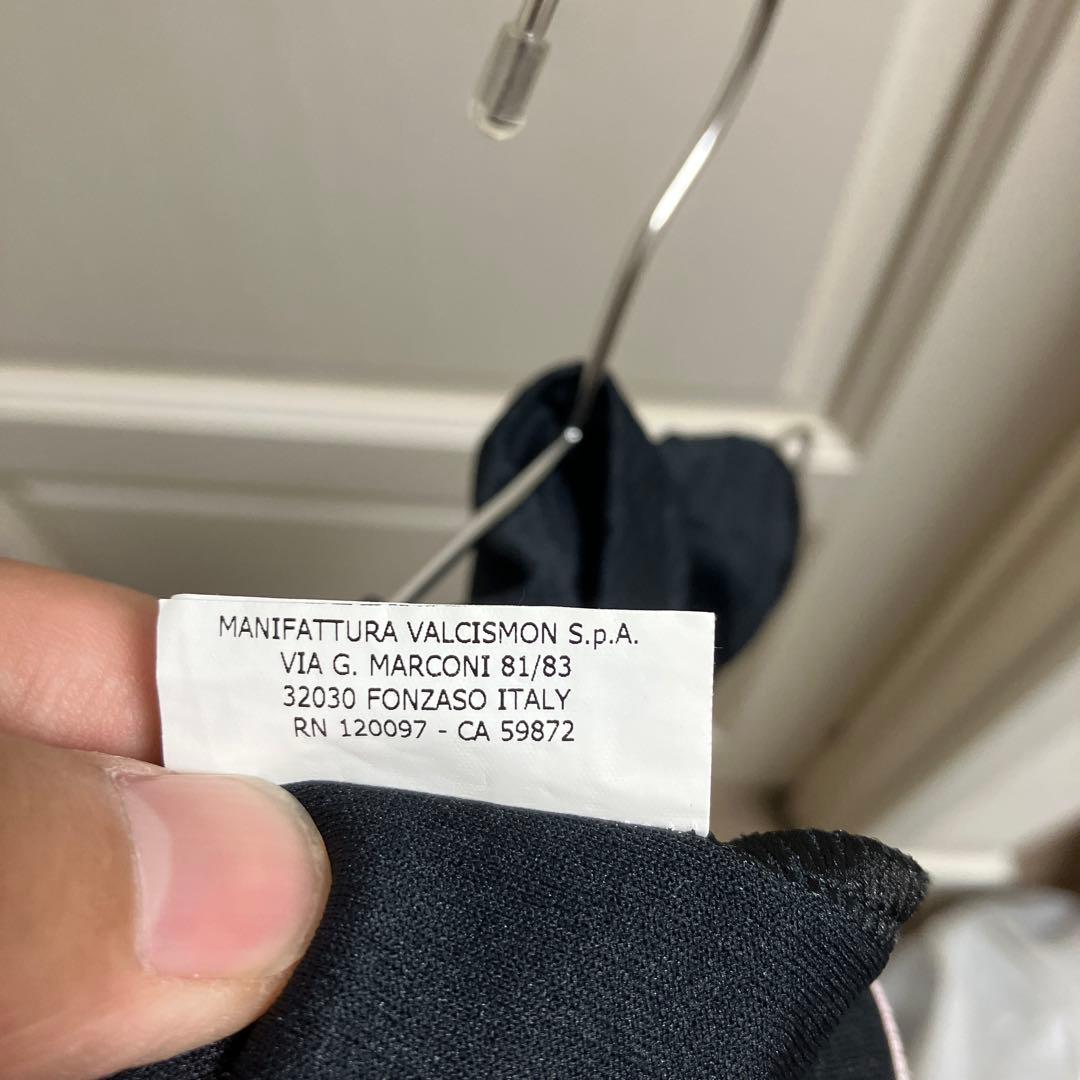 MANIFATTURA VALCISMON S.p.A.
VIA G. MARCONI 81/83
32030 FONZASO ITALY
RN 120097 - CA 59872